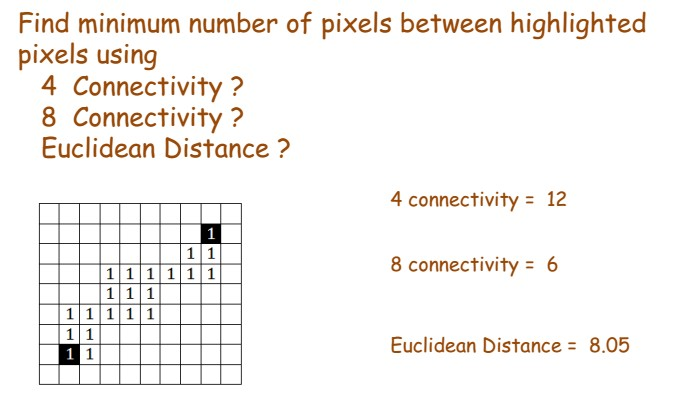 Find minimum number of pixels between highlighted
pixels using
4 Connectivity ?
8 Connectivity ?
Euclidean Distance ?
4 connectivity = 12
1
1 1
8 connectivity = 6
1 1 1 1 1 1
1 1 1
1 1 1 1 1
1 1
1 1
Euclidean Distance = 8.05